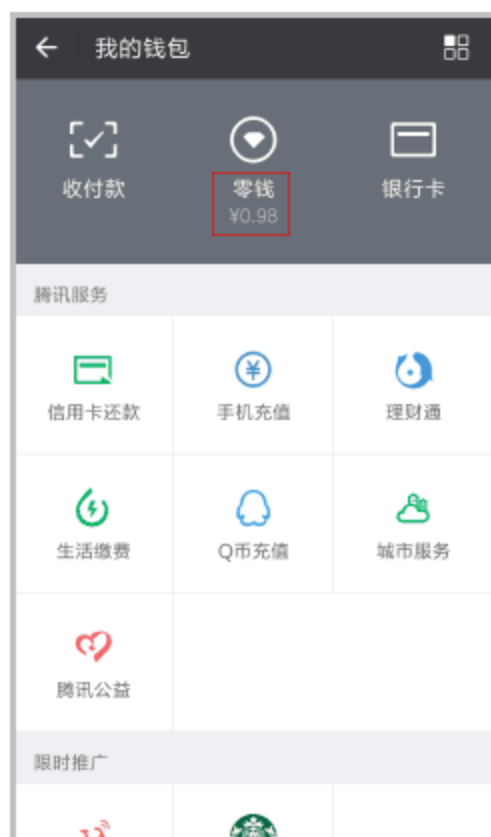 我的钱包
收付款
零钱
银行卡
¥0.98
腾讯服务
信用卡还款
手机充值
理财通
生活缴费
Q币充值
城市服务
腾讯公益
限时推广